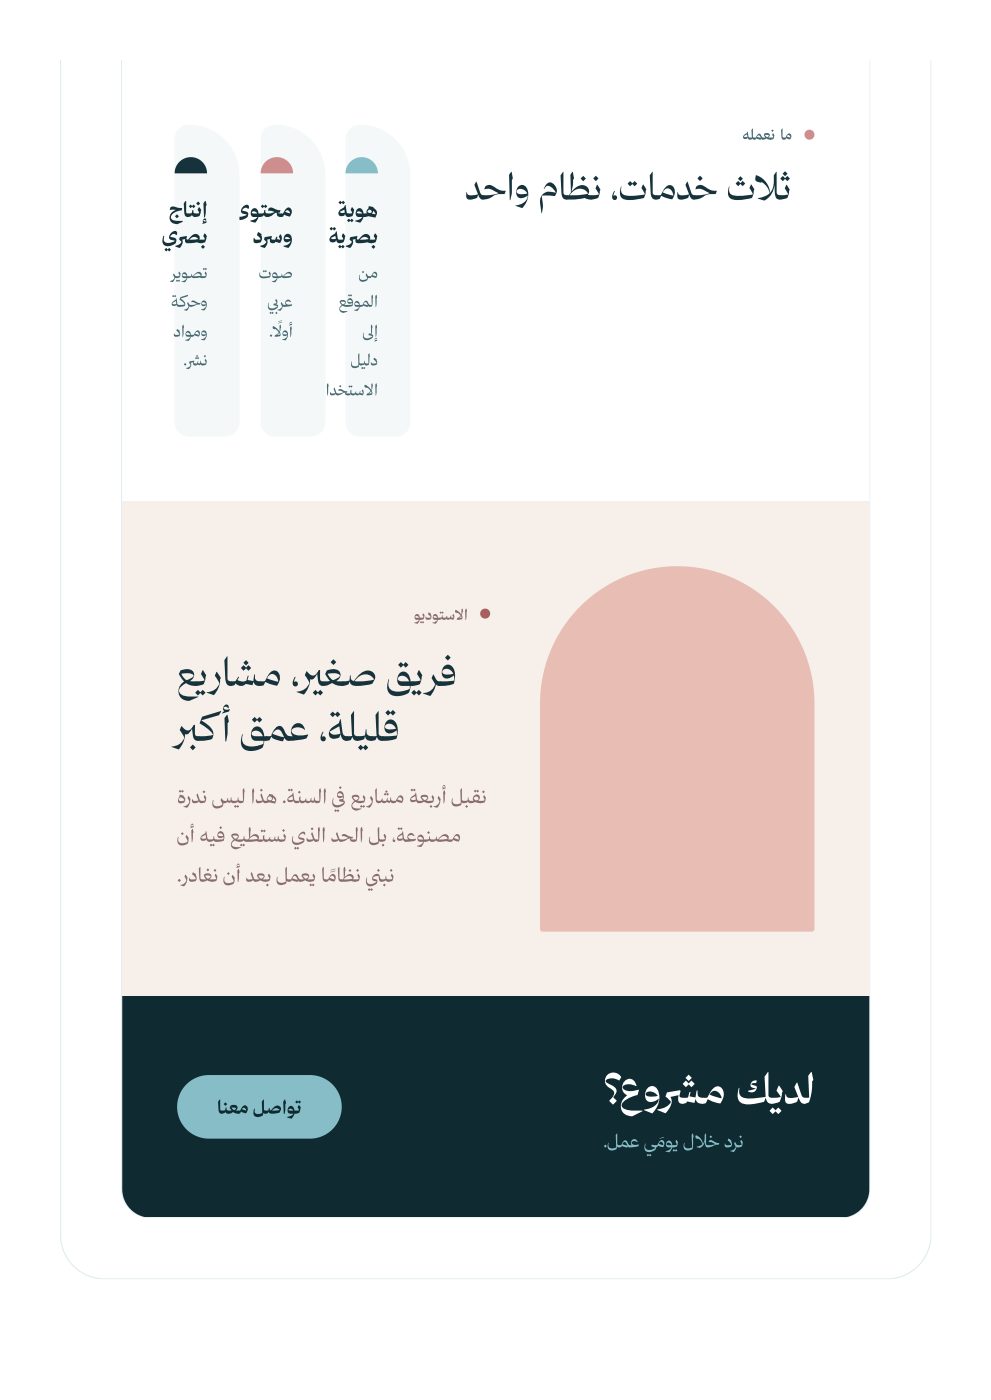 ما نعمله
ثلاث خدمات، نظام واحد
هوية
بصرية
من
الموقع
إلى
دليل
الاستخدا
محتوى
وسرد
صوت
عربي
أولًا.
إنتاج
بصري
تصوير
وحركة
ومواد
نشر.
الاستوديو
فريق صغير، مشاريع
قليلة، عمق أكبر
نقبل أربعة مشاريع في السنة. هذا ليس ندرة
مصنوعة، بل الحد الذي نستطيع فيه أن
نبني نظامًا يعمل بعد أن نغادر.
لديك مشروع؟
نرد خلال يومَي عمل.
تواصل معنا